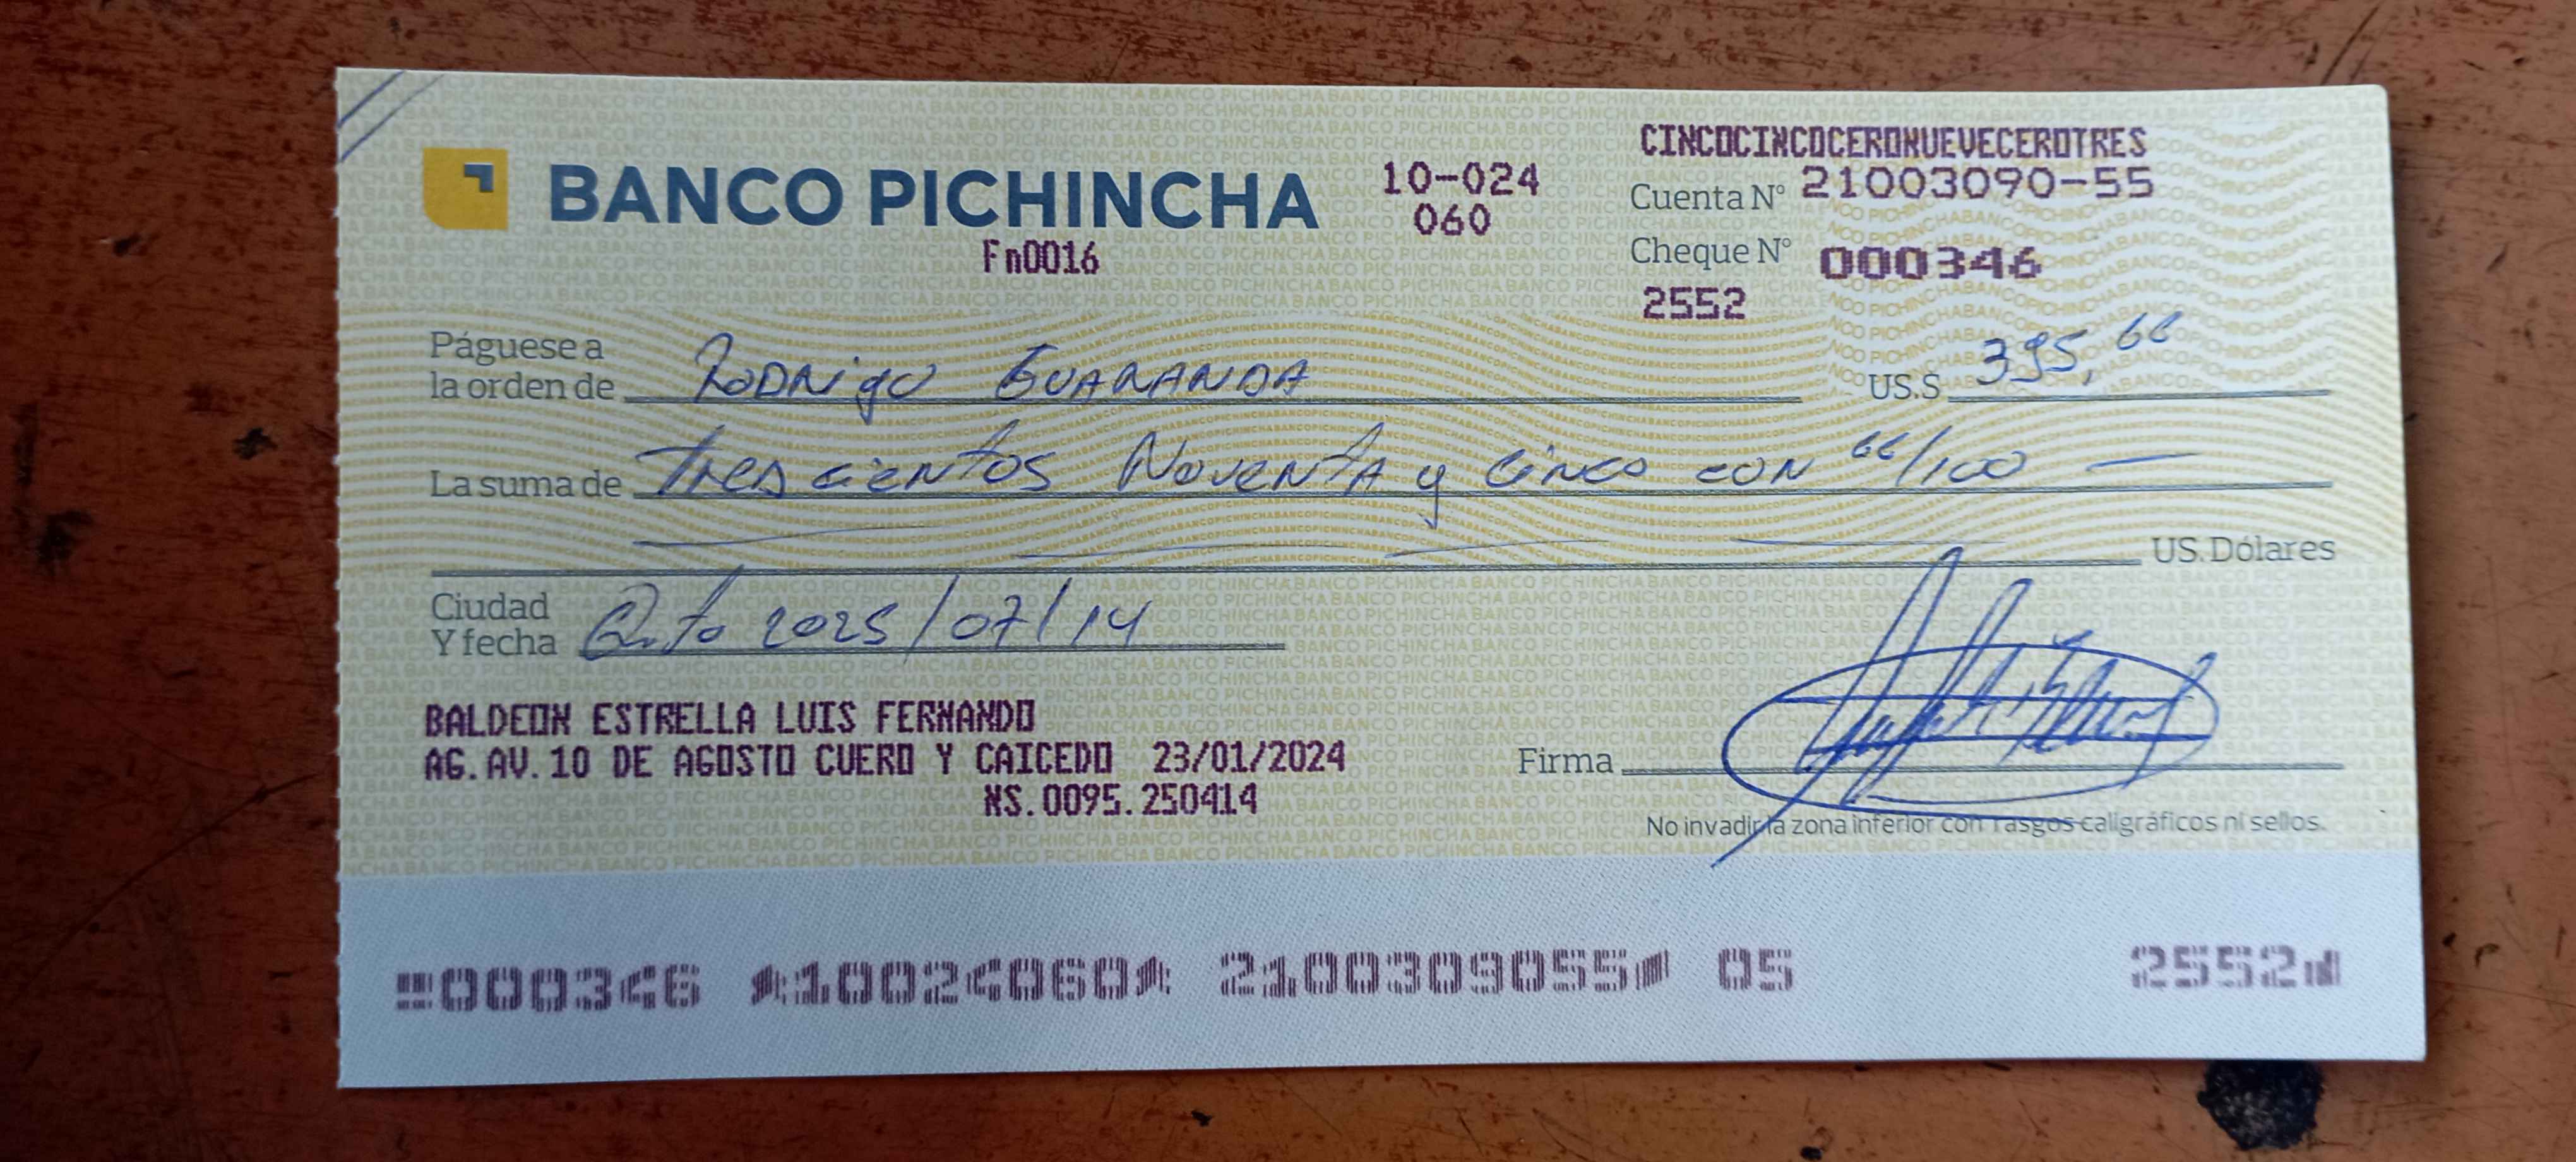 CINCOCINCOCERONUEVECEROTRES
BANCO PICHINCHA 10-024 Cuenta N° 21003090-55
060
Fn0016 Cheque N° 000346
2552
Páguese a la orden de Rodrigo GUARANDA US.$ 395,66
La suma de Trescientos Noventa y cinco con 66/100
US. Dólares
Ciudad Y fecha Quito 2025/07/14
BALDEON ESTRELLA LUIS FERNANDO
AG.AV.10 DE AGOSTO CUERO Y CAICEDO 23/01/2024 Firma
NS.0095.250414
No invadir la zona inferior con rasgos caligráficos ni sellos.
000346 10024060 2100309055 05 2552